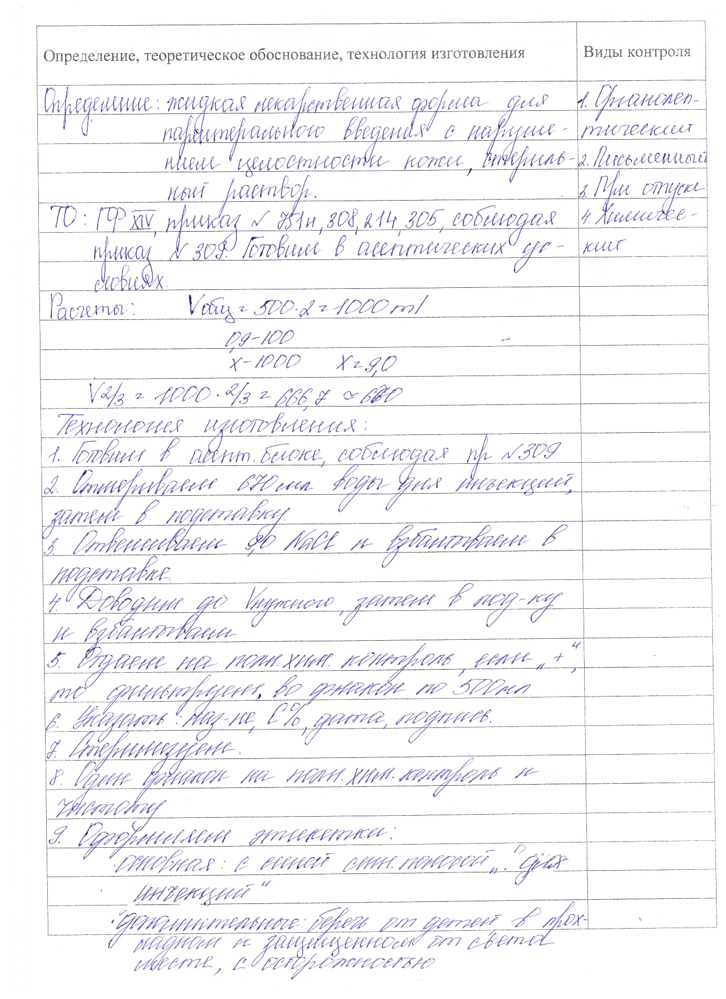 Определение, теоретическое обоснование, технология изготовления
Виды контроля
Определение: жидкая лекарственная форма для
парентерального введения с наруше-
нием целостности кожи, стериль-
ный раствор.
1. Органолеп-
тический
2. Письменный
3. При отпуске
4. Химичес-
кий
ТО: ГФ XIV, приказ № 751н, 308, 214, 305, соблюдая
приказ № 309. Готовим в асептических ус-
ловиях.
Расчеты: Vобщ = 500·2 = 1000 ml
0,9-100
х-1000 Х=9,0
V2/3 = 1000·2/3 = 666,7 ≈ 670
Технология изготовления:
1. Готовим в асепт. блоке, соблюдая пр №309
2. Отмериваем 670 мл воды для инъекций,
затем в подставку.
3. Отвешиваем 9,0 NaCl и взбалтываем в
подставке.
4. Доводим до Vнужного, затем в под-ку
и взбалтываем
5. Отдаем на полн. хим. контроль, если „+“,
то фильтруем, во флакон по 500мл
6. Указать: наз-не, С%, дата, подпись.
7. Стерилизуем.
8. Один флакон на полн. хим. контроль и
чистоту
9. Оформляем этикетки:
основная: с синей полосой „Для
инъекций“
дополнительные: беречь от детей, в прох-
ладном и защищенном от света
месте, с осторожностью